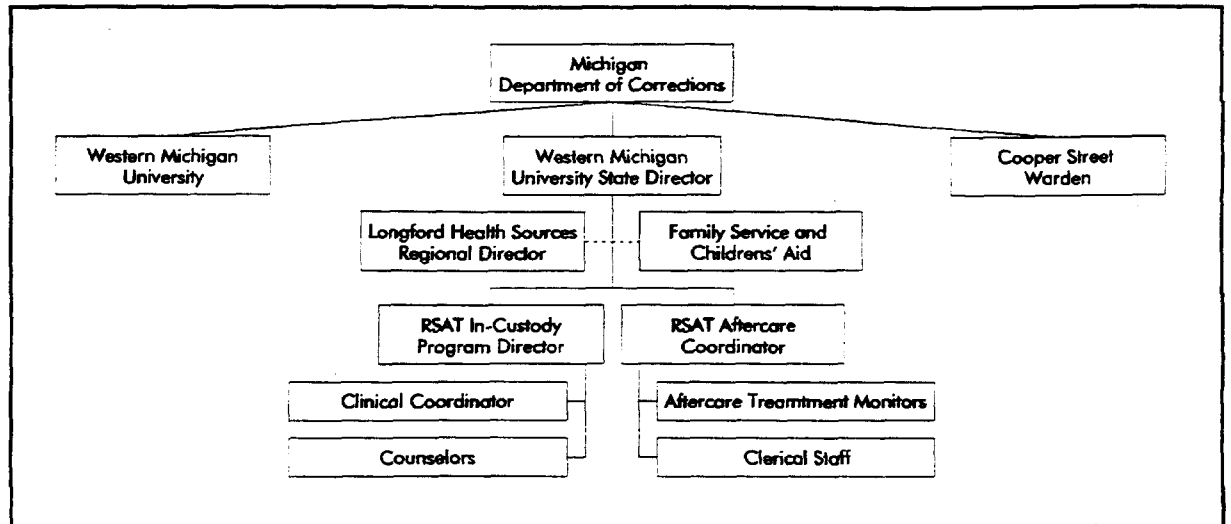 Michigan
Department of Corrections
Western Michigan
University
Western Michigan
University State Director
Cooper Street
Warden
Longford Health Sources
Regional Director
Family Service and
Childrens' Aid
RSAT In-Custody
Program Director
RSAT Aftercare
Coordinator
Clinical Coordinator
Aftercare Treamtment Monitors
Counselors
Clerical Staff